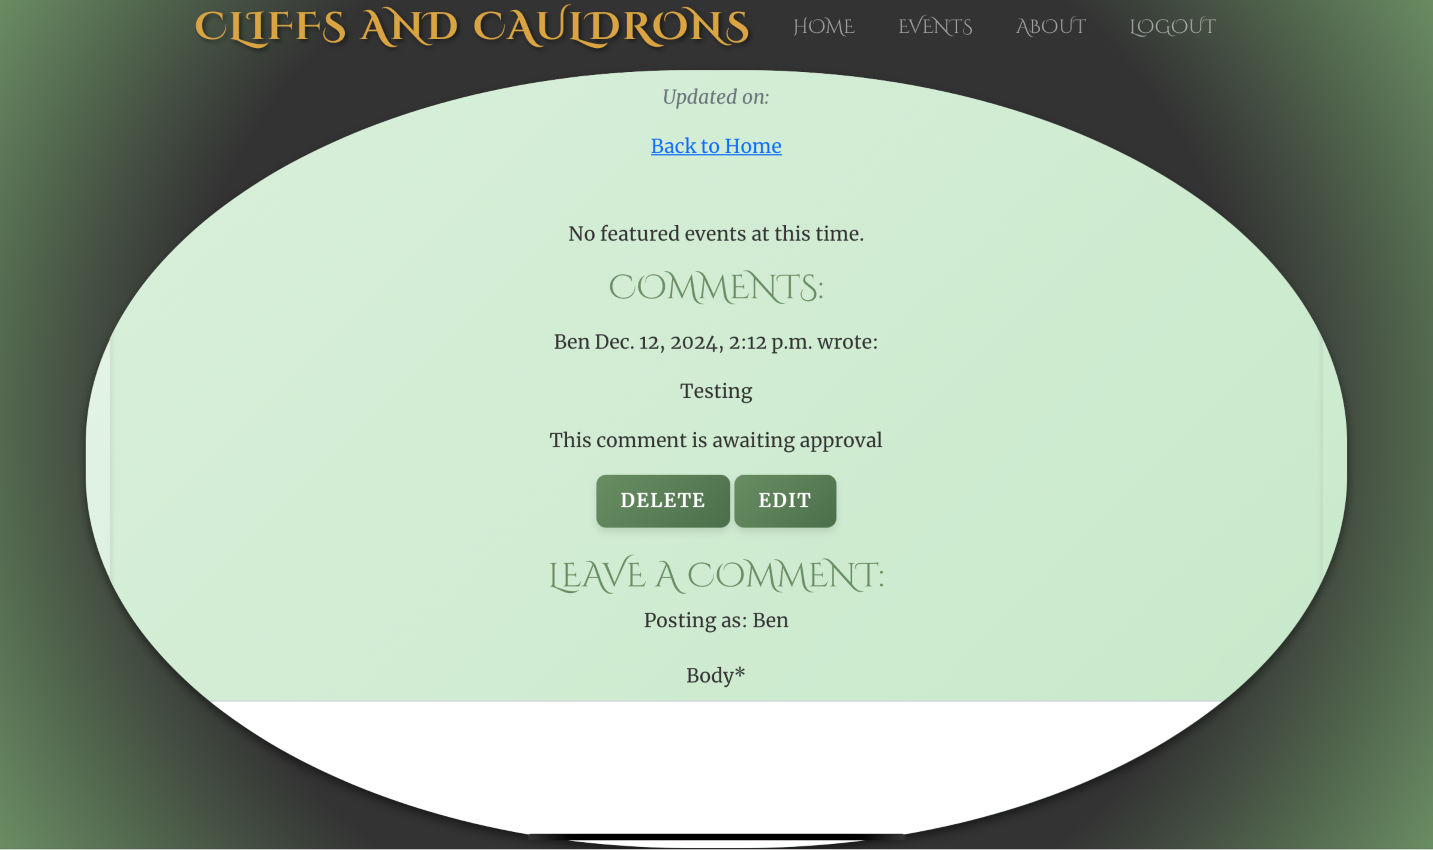 CLIFFS AND CAULDRONS HOME EVENTS ABOUT LOGOUT
Updated on:
Back to Home
No featured events at this time.
COMMENTS:
Ben Dec. 12, 2024, 2:12 p.m. wrote:
Testing
This comment is awaiting approval
DELETE EDIT
LEAVE A COMMENT:
Posting as: Ben
Body*